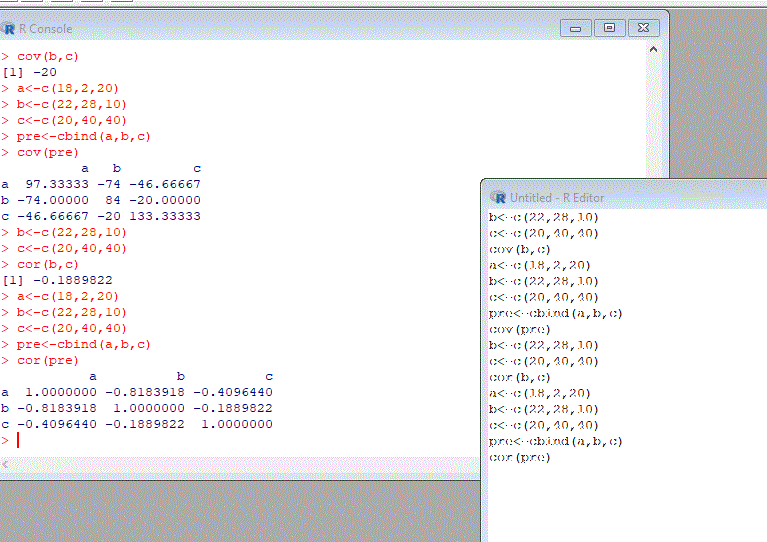 R Console
> cov(b,c)
[1] -20
> a<-c(18,2,20)
> b<-c(22,28,10)
> c<-c(20,40,40)
> pre<-cbind(a,b,c)
> cov(pre)
a b c
a 97.33333 -74 -46.66667
b -74.00000 84 -20.00000
c -46.66667 -20 133.33333
> b<-c(22,28,10)
> c<-c(20,40,40)
> cor(b,c)
[1] -0.1889822
> a<-c(18,2,20)
> b<-c(22,28,10)
> c<-c(20,40,40)
> pre<-cbind(a,b,c)
> cor(pre)
a b c
a 1.0000000 -0.8183918 -0.4096440
b -0.8183918 1.0000000 -0.1889822
c -0.4096440 -0.1889822 1.0000000
>
Untitled - R Editor
b<-c(22,28,10)
c<-c(20,40,40)
cov(b,c)
a<-c(18,2,20)
b<-c(22,28,10)
c<-c(20,40,40)
pre<-cbind(a,b,c)
cov(pre)
b<-c(22,28,10)
c<-c(20,40,40)
cor(b,c)
a<-c(18,2,20)
b<-c(22,28,10)
c<-c(20,40,40)
pre<-cbind(a,b,c)
cor(pre)